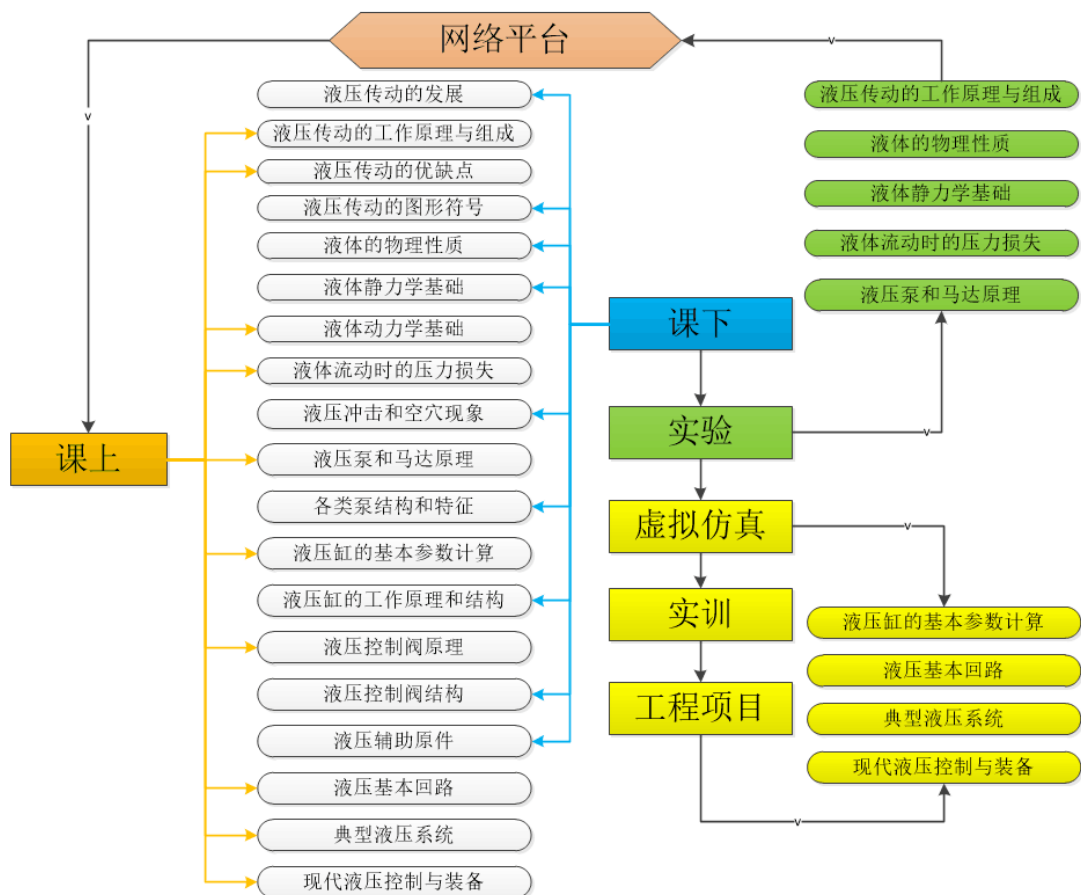 网络平台
液压传动的发展
液压传动的工作原理与组成
液压传动的优缺点
液压传动的图形符号
液体的物理性质
液体静力学基础
液体动力学基础
液体流动时的压力损失
液压冲击和空穴现象
液压泵和马达原理
各类泵结构和特征
液压缸的基本参数计算
液压缸的工作原理和结构
液压控制阀原理
液压控制阀结构
液压辅助原件
液压基本回路
典型液压系统
现代液压控制与装备
课上
课下
实验
虚拟仿真
实训
工程项目
液压传动的工作原理与组成
液体的物理性质
液体静力学基础
液体流动时的压力损失
液压泵和马达原理
液压缸的基本参数计算
液压基本回路
典型液压系统
现代液压控制与装备
v
v
v
v
v